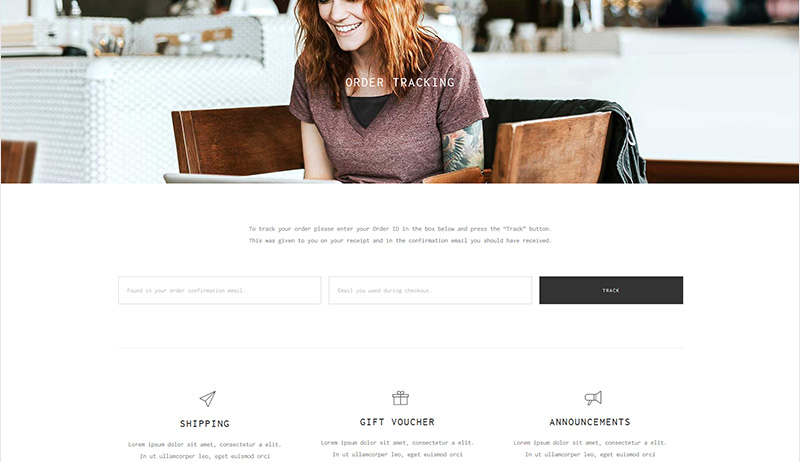 ORDER TRACKING
To track your order please enter your Order ID in the box below and press the "Track" button.
This was given to you on your receipt and in the confirmation email you should have received.
Found in your order confirmation email.
Email you used during checkout.
TRACK
SHIPPING
Lorem ipsum dolor sit amet, consectetur a elit.
In ut ullamcorper leo, eget euismod orci
GIFT VOUCHER
Lorem ipsum dolor sit amet, consectetur a elit.
In ut ullamcorper leo, eget euismod orci
ANNOUNCEMENTS
Lorem ipsum dolor sit amet, consectetur a elit.
In ut ullamcorper leo, eget euismod orci